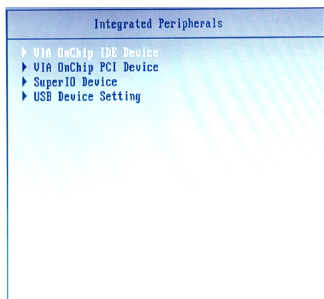 Integrated Peripherals
VIA OnChip IDE Device
VIA OnChip PCI Device
SuperIO Device
USB Device Setting